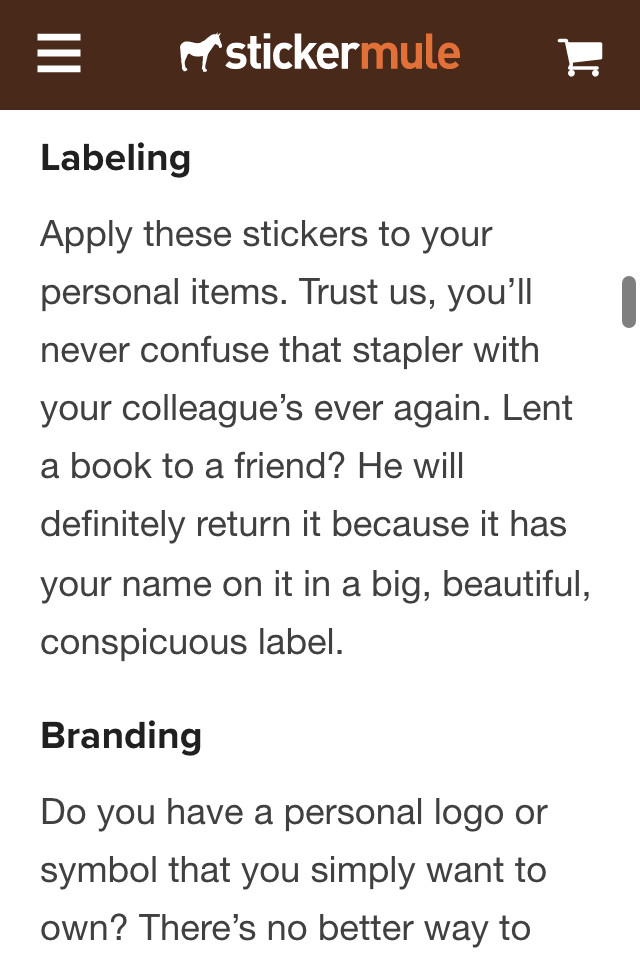 stickermule
Labeling
Apply these stickers to your
personal items. Trust us, you’ll
never confuse that stapler with
your colleague’s ever again. Lent
a book to a friend? He will
definitely return it because it has
your name on it in a big, beautiful,
conspicuous label.
Branding
Do you have a personal logo or
symbol that you simply want to
own? There’s no better way to